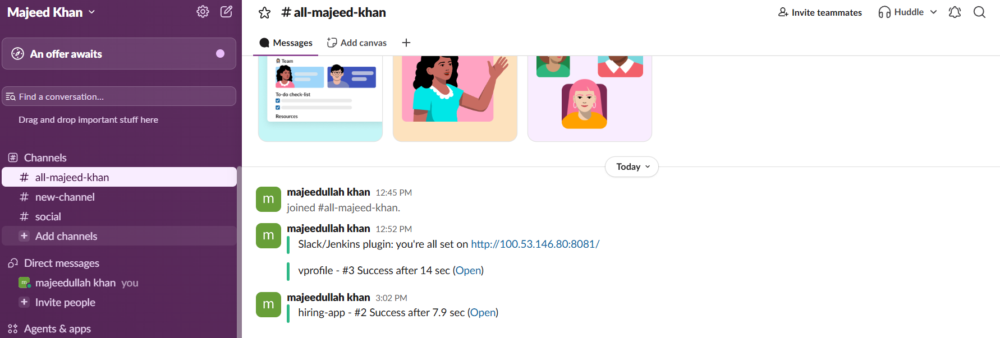 Majeed Khan
An offer awaits
Find a conversation...
Drag and drop important stuff here
Channels
# all-majeed-khan
# new-channel
# social
+ Add channels
Direct messages
m majeedullah khan you
+ Invite people
Agents & apps
# all-majeed-khan
Invite teammates
Huddle
Messages
Add canvas
+
Team
To-do check-list
Resources
Today
m
majeedullah khan 12:45 PM
joined #all-majeed-khan.
m
majeedullah khan 12:52 PM
Slack/Jenkins plugin: you're all set on http://100.53.146.80:8081/
vprofile - #3 Success after 14 sec (Open)
m
majeedullah khan 3:02 PM
hiring-app - #2 Success after 7.9 sec (Open)